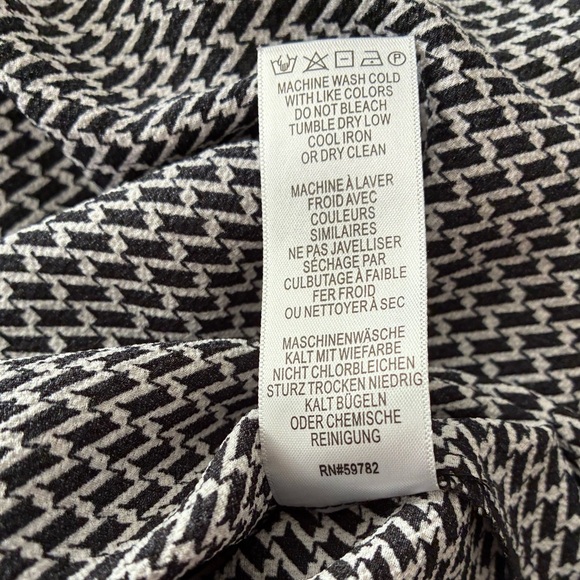 MACHINE WASH COLD
WITH LIKE COLORS
DO NOT BLEACH
TUMBLE DRY LOW
COOL IRON
OR DRY CLEAN
MACHINE À LAVER
FROID AVEC
COULEURS
SIMILAIRES
NE PAS JAVELLISER
SÉCHAGE PAR
CULBUTAGE À FAIBLE
FER FROID
OU NETTOYER À SEC
MASCHINENWÄSCHE
KALT MIT WIEFARBE
NICHT CHLORBLEICHEN
STURZ TROCKEN NIEDRIG
KALT BÜGELN
ODER CHEMISCHE
REINIGUNG
RN#59782